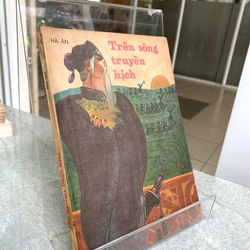 HÀ ÂN
Trên sông
truyền
hịch